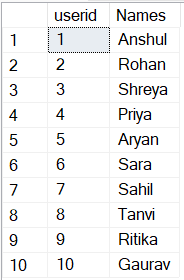 userid Names
1 1 Anshul
2 2 Rohan
3 3 Shreya
4 4 Priya
5 5 Aryan
6 6 Sara
7 7 Sahil
8 8 Tanvi
9 9 Ritika
10 10 Gaurav